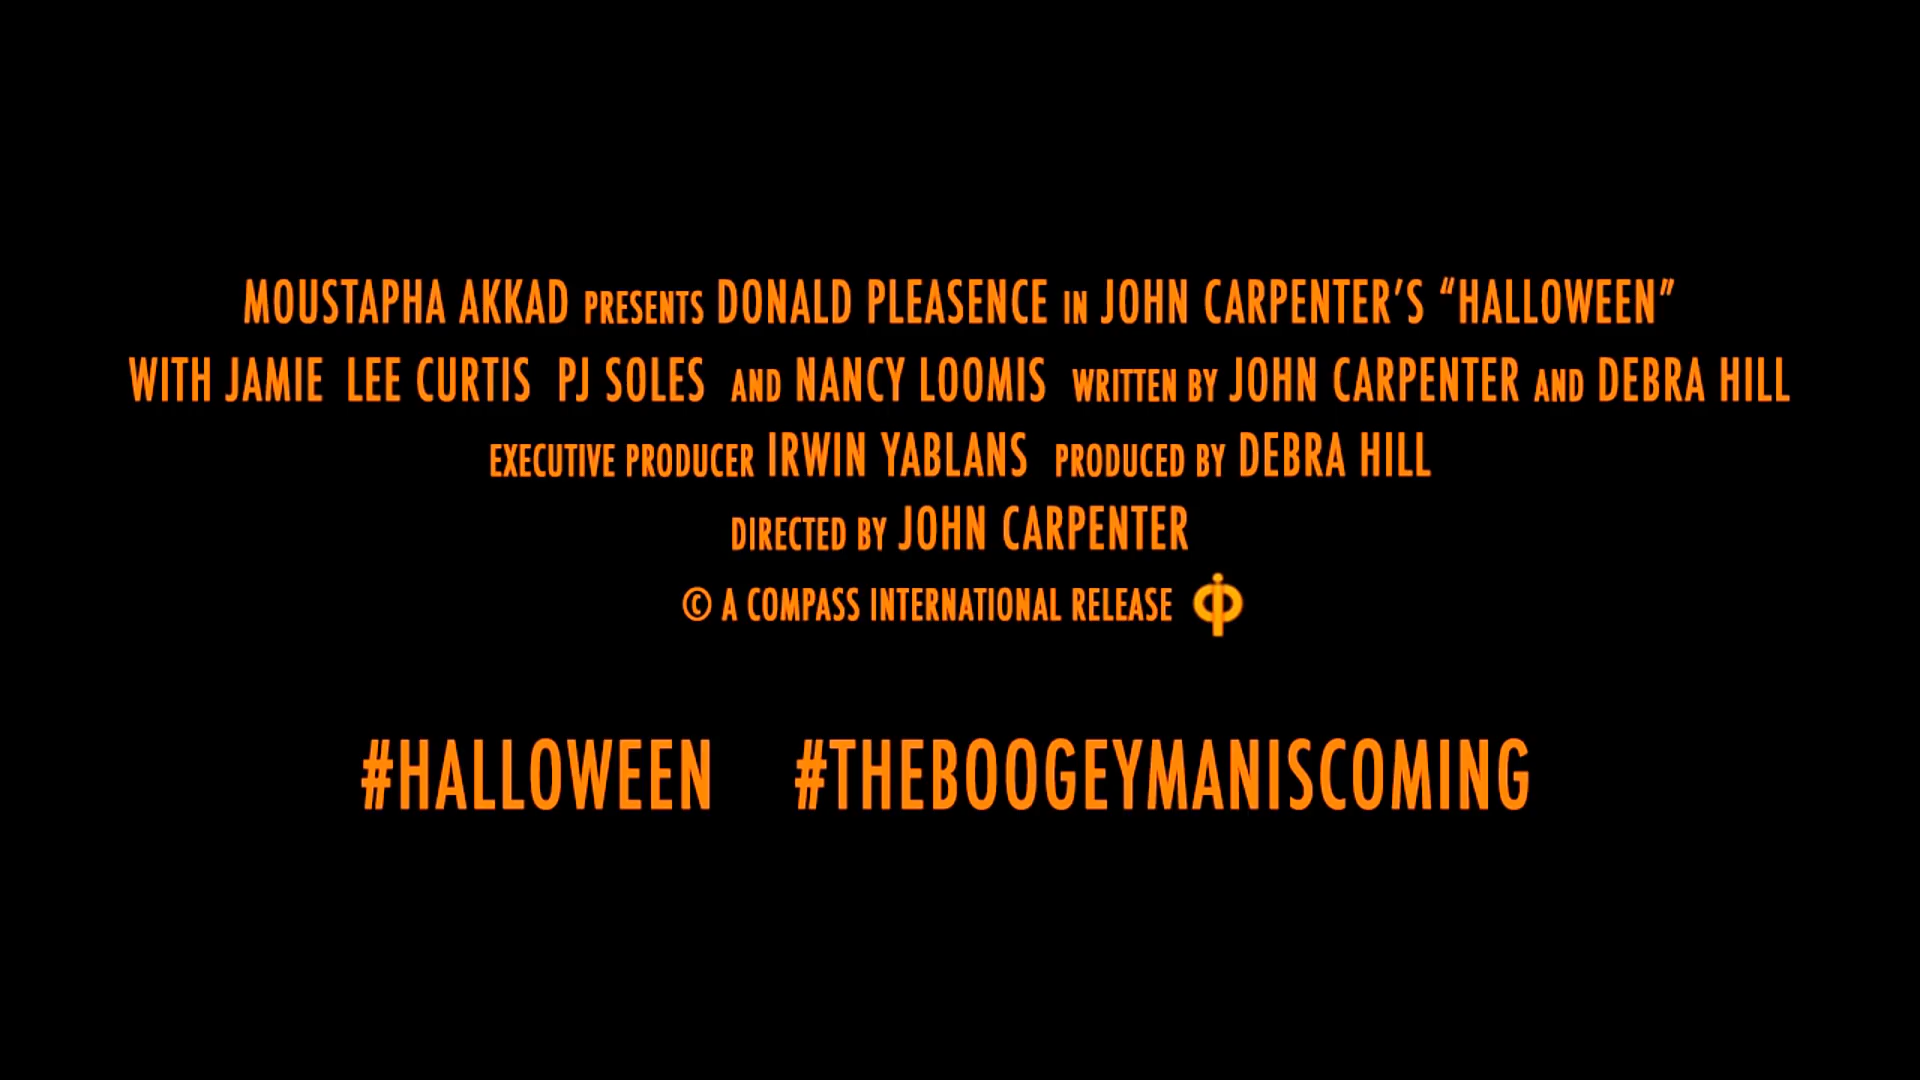 MOUSTAPHA AKKAD PRESENTS DONALD PLEASENCE IN JOHN CARPENTER’S “HALLOWEEN”
WITH JAMIE LEE CURTIS PJ SOLES AND NANCY LOOMIS WRITTEN BY JOHN CARPENTER AND DEBRA HILL
EXECUTIVE PRODUCER IRWIN YABLANS PRODUCED BY DEBRA HILL
DIRECTED BY JOHN CARPENTER
© A COMPASS INTERNATIONAL RELEASE
#HALLOWEEN #THEBOOGEYMANISCOMING